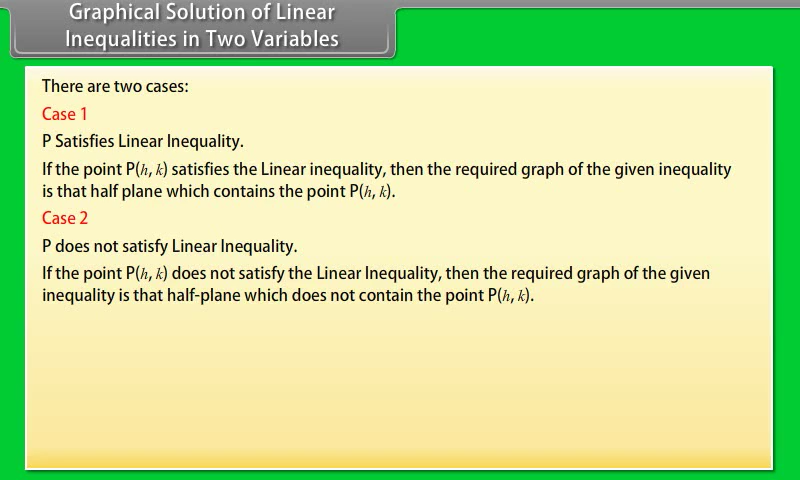 Graphical Solution of Linear
Inequalities in Two Variables
There are two cases:
Case 1
P Satisfies Linear Inequality.
If the point P(h, k) satisfies the Linear inequality, then the required graph of the given inequality
is that half plane which contains the point P(h, k).
Case 2
P does not satisfy Linear Inequality.
If the point P(h, k) does not satisfy the Linear Inequality, then the required graph of the given
inequality is that half-plane which does not contain the point P(h, k).